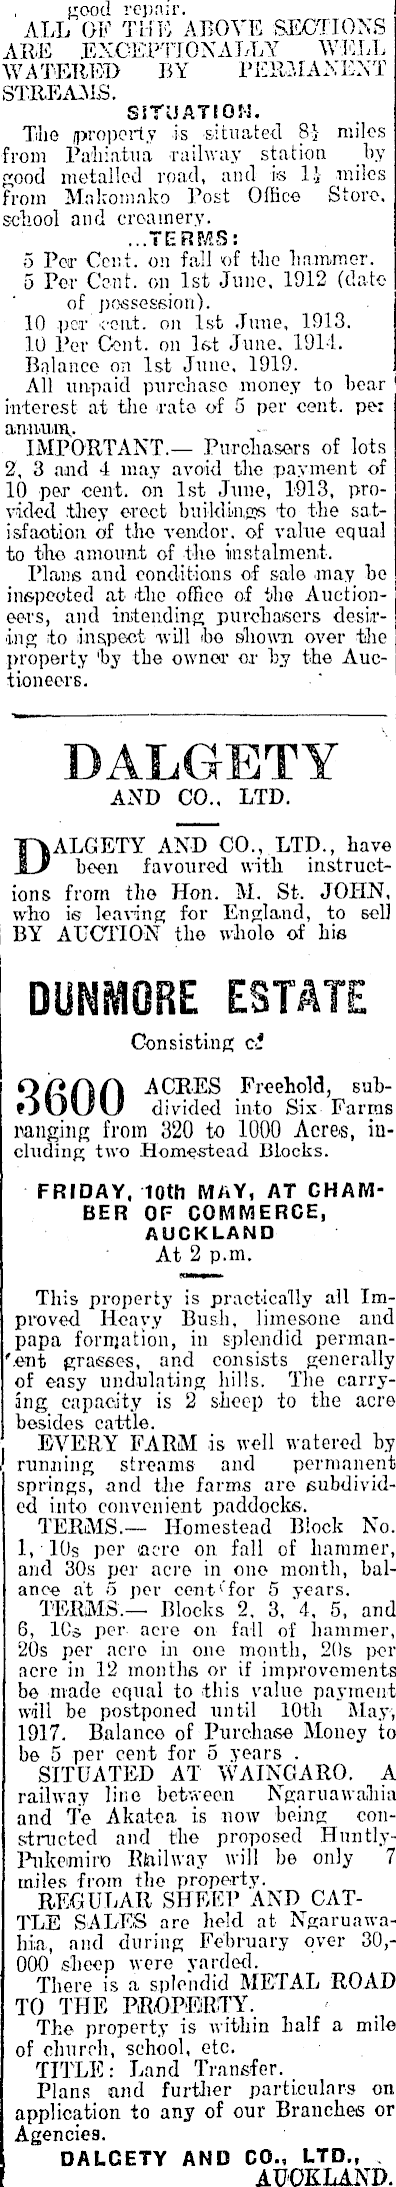 good repair.
ALL OF THE ABOVE SECTIONS
ARE EXCEPTIONALLY WELL
WATERED BY PERMANENT
STREAMS.
SITUATION.
The property is situated 8½ miles
from Pahiatua railway station by
good metalled road, and is 1½ miles
from Makomako Post Office Store,
school and creamery.
...TERMS:
5 Per Cent. on fall of the hammer.
5 Per Cent. on 1st June, 1912 (date
of possession).
10 per cent. on 1st June, 1913.
10 Per Cent. on 1st June. 1914.
Balance on 1st June, 1919.
All unpaid purchase money to bear
interest at the rate of 5 per cent. per
annum.
IMPORTANT.— Purchasers of lots
2, 3 and 4 may avoid the payment of
10 per cent. on 1st June, 1913, pro-
vided they erect buildings to the sat-
isfaction of the vendor, of value equal
to the amount of the instalment.
Plans and conditions of sale may be
inspected at the office of the Auction-
eers, and intending purchasers desir-
ing to inspect will be shown over the
property by the owner or by the Auc-
tioneers.
DALGETY
AND CO., LTD.
DALGETY AND CO., LTD., have
been favoured with instruct-
ions from the Hon. M. St. JOHN,
who is leaving for England, to sell
BY AUCTION the whole of his
DUNMORE ESTATE
Consisting of
3600 ACRES Freehold, sub-
divided into Six Farms
ranging from 320 to 1000 Acres, in-
cluding two Homestead Blocks.
FRIDAY, 10th MAY, AT CHAM-
BER OF COMMERCE,
AUCKLAND
At 2 p.m.
This property is practically all Im-
proved Heavy Bush, limesone and
papa formation, in splendid perman-
ent grasses, and consists generally
of easy undulating hills. The carry-
ing capacity is 2 sheep to the acre
besides cattle.
EVERY FARM is well watered by
running streams and permanent
springs, and the farms are subdivid-
ed into convenient paddocks.
TERMS.— Homestead Block No.
1, 10s per acre on fall of hammer,
and 30s per acre in one month, bal-
ance at 5 per cent for 5 years.
TERMS.— Blocks 2, 3, 4, 5, and
6, 10s per acre on fall of hammer,
20s per acre in one month, 20s per
acre in 12 months or if improvements
be made equal to this value payment
will be postponed until 10th May,
1917. Balance of Purchase Money to
be 5 per cent for 5 years .
SITUATED AT WAINGARO. A
railway line between Ngaruawahia
and Te Akatea is now being con-
structed and the proposed Huntly-
Pukemiro Railway will be only 7
miles from the property.
REGULAR SHEEP AND CAT-
TLE SALES are held at Ngaruawa-
hia, and during February over 30,-
000 sheep were yarded.
There is a splendid METAL ROAD
TO THE PROPERTY.
The property is within half a mile
of church, school, etc.
TITLE: Land Transfer.
Plans and further particulars on
application to any of our Branches or
Agencies.
DALGETY AND CO., LTD.,
AUCKLAND.